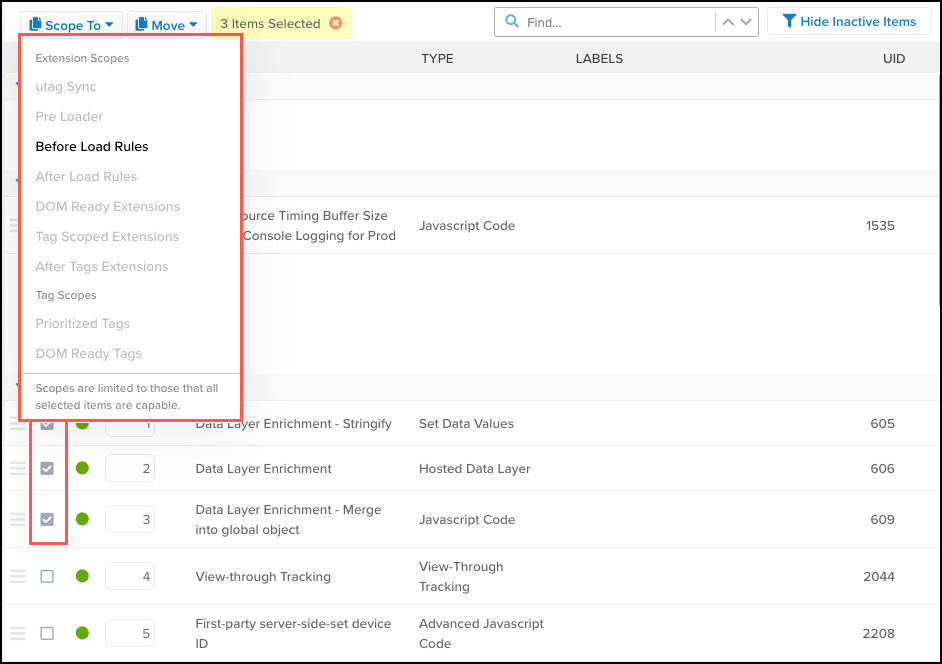 Scope To Move 3 Items Selected Find... Hide Inactive Items
TYPE LABELS UID
Extension Scopes
utag Sync
Pre Loader
Before Load Rules
After Load Rules
DOM Ready Extensions
Tag Scoped Extensions
After Tags Extensions
Tag Scopes
Prioritized Tags
DOM Ready Tags
Scopes are limited to those that all
selected items are capable.
Timing Buffer Size
Console Logging for Prod
Javascript Code
1535
1 Data Layer Enrichment - Stringify Set Data Values 605
2 Data Layer Enrichment Hosted Data Layer 606
3 Data Layer Enrichment - Merge
into global object
Javascript Code 609
4 View-through Tracking
View-Through
Tracking
2044
5 First-party server-side-set device
ID
Advanced Javascript
Code
2208